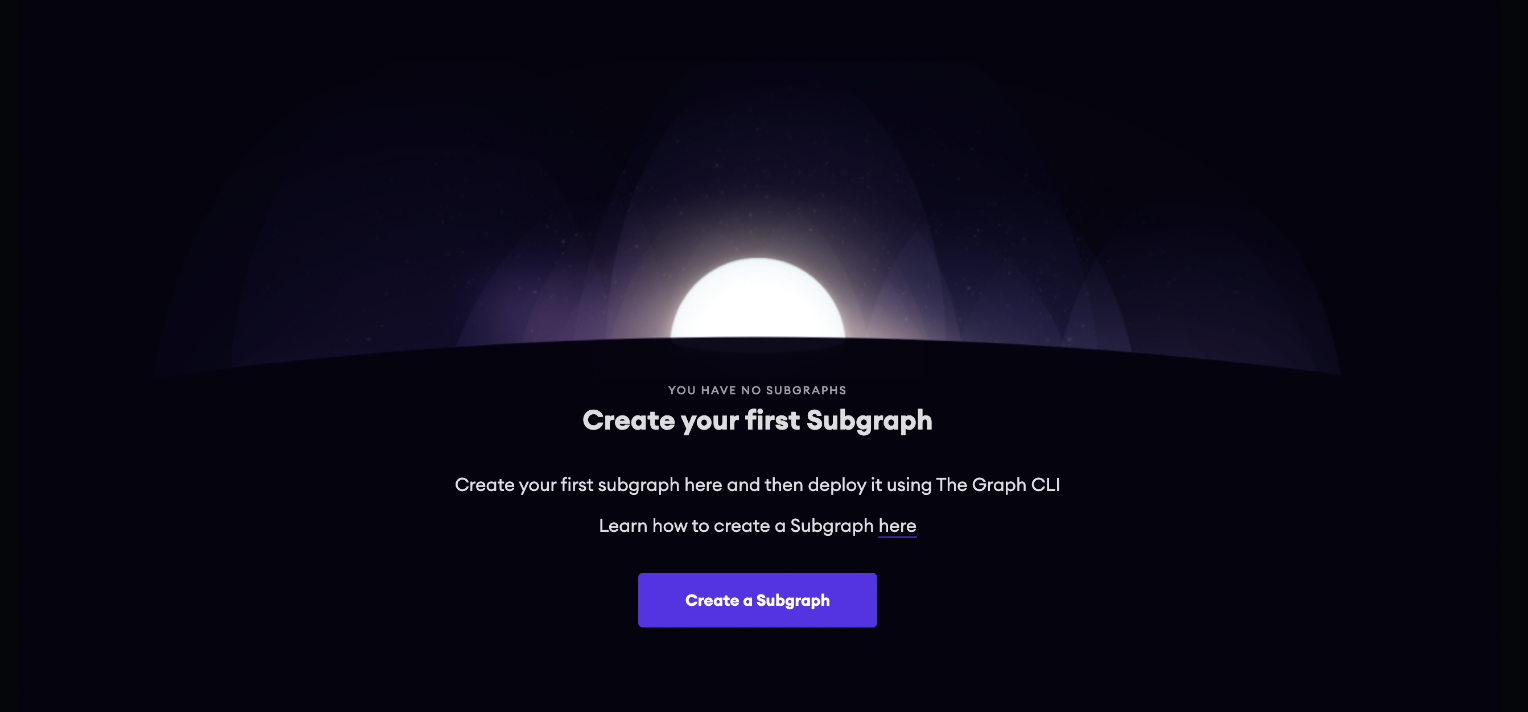 YOU HAVE NO SUBGRAPHS
Create your first Subgraph
Create your first subgraph here and then deploy it using The Graph CLI
Learn how to create a Subgraph here
Create a Subgraph